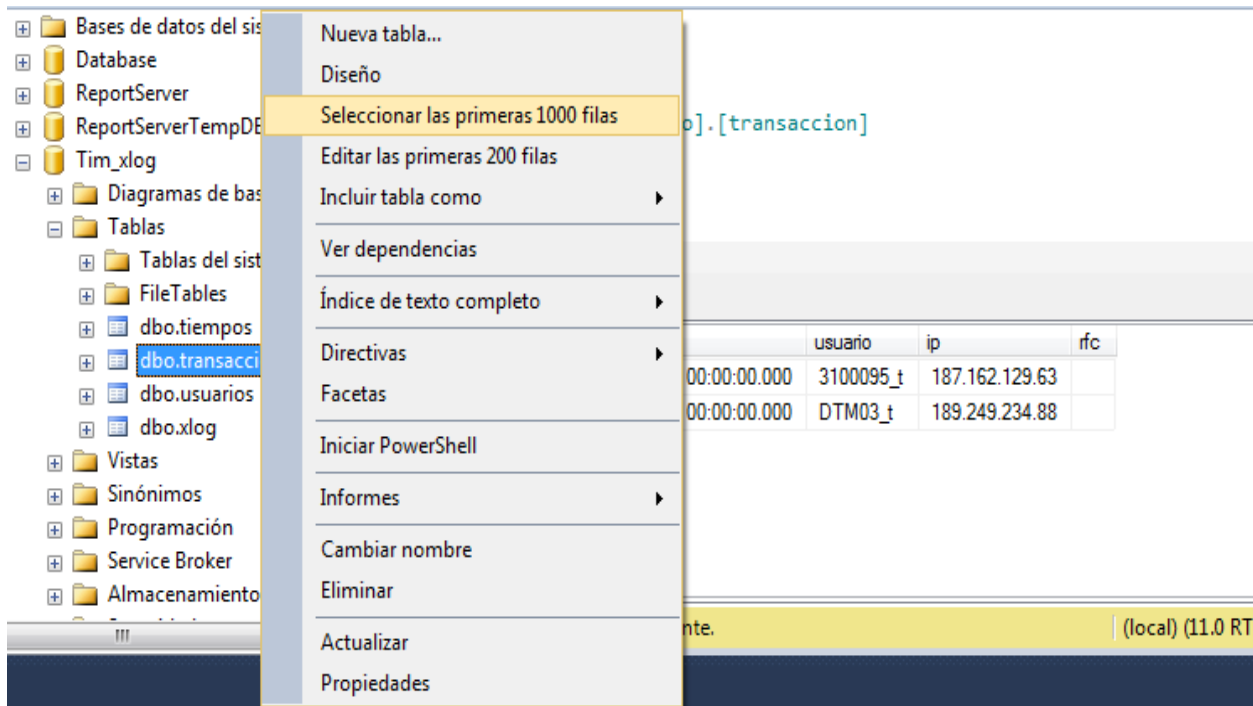 Bases de datos del sis
Database
ReportServer
ReportServerTempDE
Tim_xlog
Diagramas de bas
Tablas
Tablas del sist
FileTables
dbo.tiempos
dbo.transacci
dbo.usuarios
dbo.xlog
Vistas
Sinónimos
Programación
Service Broker
Almacenamiento
Nueva tabla...
Diseño
Seleccionar las primeras 1000 filas
Editar las primeras 200 filas
Incluir tabla como
Ver dependencias
Índice de texto completo
Directivas
Facetas
Iniciar PowerShell
Informes
Cambiar nombre
Eliminar
Actualizar
Propiedades
o].[transaccion]
usuario ip rfc
00:00:00.000 3100095_t 187.162.129.63
00:00:00.000 DTM03_t 189.249.234.88
nte. (local) (11.0 RT